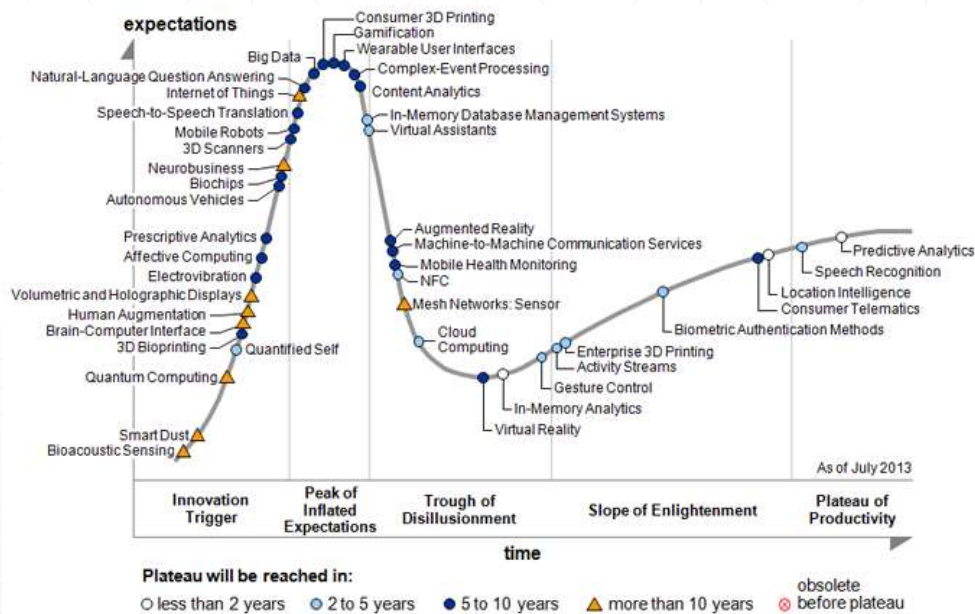 expectations
Consumer 3D Printing
Gamification
Wearable User Interfaces
Big Data
Complex-Event Processing
Natural-Language Question Answering
Content Analytics
Internet of Things
Speech-to-Speech Translation
In-Memory Database Management Systems
Mobile Robots
Virtual Assistants
3D Scanners
Neurobusiness
Biochips
Autonomous Vehicles
Augmented Reality
Prescriptive Analytics
Machine-to-Machine Communication Services
Predictive Analytics
Affective Computing
Mobile Health Monitoring
Speech Recognition
Electrovibration
NFC
Location Intelligence
Volumetric and Holographic Displays
Mesh Networks: Sensor
Consumer Telematics
Human Augmentation
Brain-Computer Interface
Biometric Authentication Methods
3D Bioprinting
Quantified Self
Cloud
Computing
Enterprise 3D Printing
Activity Streams
Quantum Computing
Gesture Control
In-Memory Analytics
Virtual Reality
Smart Dust
Bioacoustic Sensing
As of July 2013
Innovation
Trigger
Peak of
Inflated
Expectations
Trough of
Disillusionment
Slope of Enlightenment
Plateau of
Productivity
time
Plateau will be reached in:
less than 2 years
2 to 5 years
5 to 10 years
more than 10 years
obsolete
before plateau